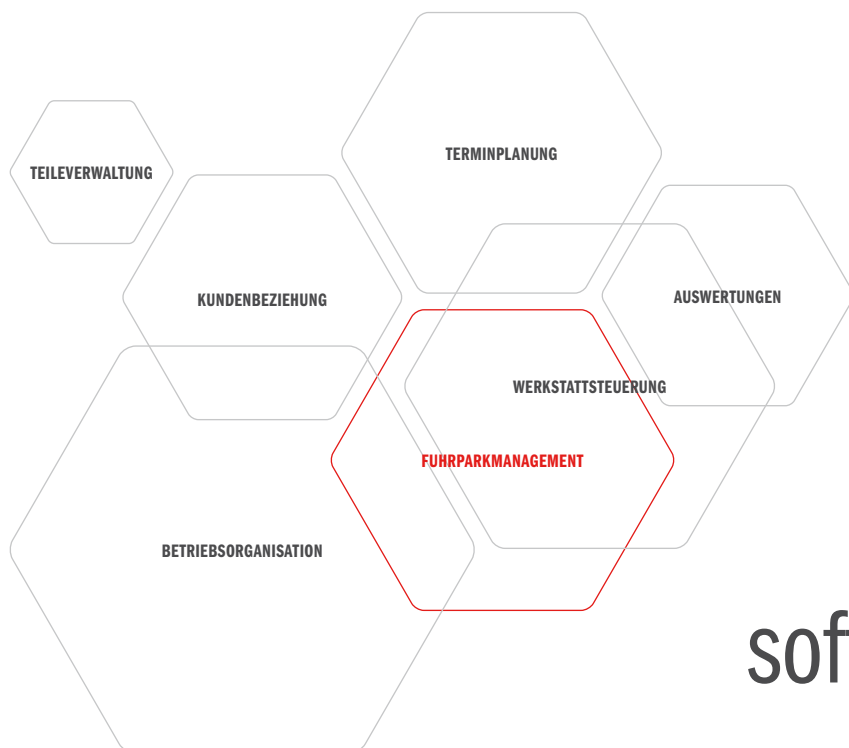 TERMINPLANUNG
TEILEVERWALTUNG
KUNDENBEZIEHUNG
AUSWERTUNGEN
WERKSTATTSTEUERUNG
FUHRPARKMANAGEMENT
BETRIEBSORGANISATION
sof